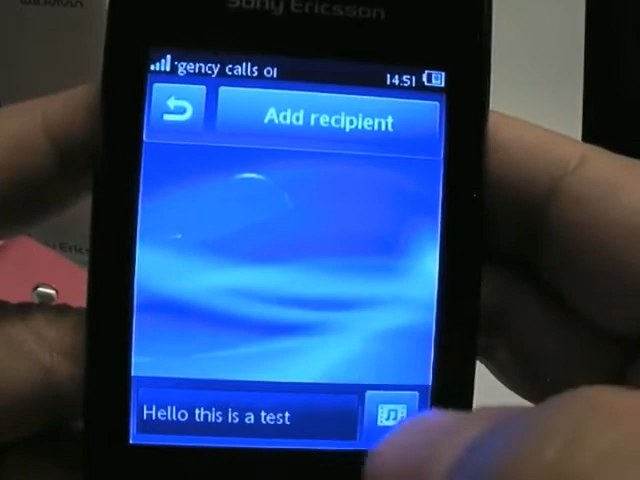 Sony Ericsson
gency calls o
14:51
Add recipient
Hello this is a test